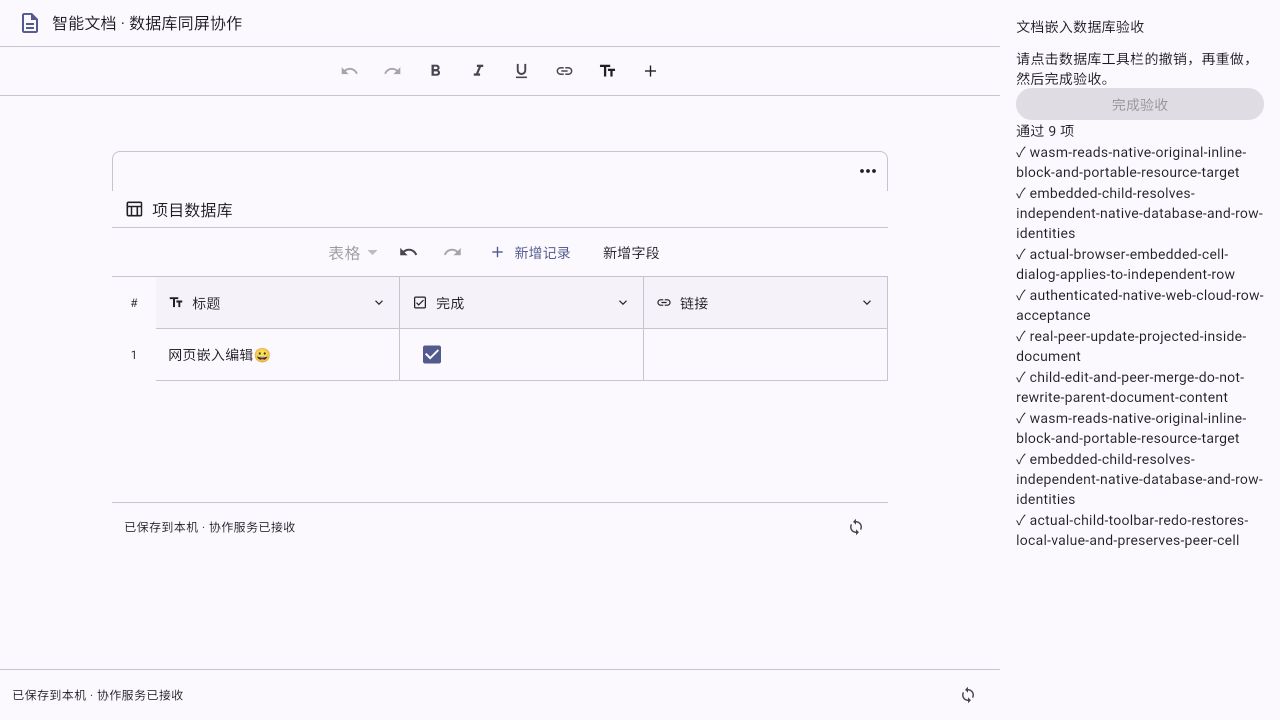 智能文档 · 数据库同屏协作
B I U Tт +
项目数据库
表格 新增记录 新增字段
# Tт 标题 完成 链接
1 网页嵌入编辑😀
已保存到本机 · 协作服务已接收
已保存到本机 · 协作服务已接收
文档嵌入数据库验收
请点击数据库工具栏的撤销，再重做，
然后完成验收。
完成验收
通过 9 项
✓ wasm-reads-native-original-inline-
block-and-portable-resource-target
✓ embedded-child-resolves-
independent-native-database-and-row-
identities
✓ actual-browser-embedded-cell-
dialog-applies-to-independent-row
✓ authenticated-native-web-cloud-row-
acceptance
✓ real-peer-update-projected-inside-
document
✓ child-edit-and-peer-merge-do-not-
rewrite-parent-document-content
✓ wasm-reads-native-original-inline-
block-and-portable-resource-target
✓ embedded-child-resolves-
independent-native-database-and-row-
identities
✓ actual-child-toolbar-redo-restores-
local-value-and-preserves-peer-cell